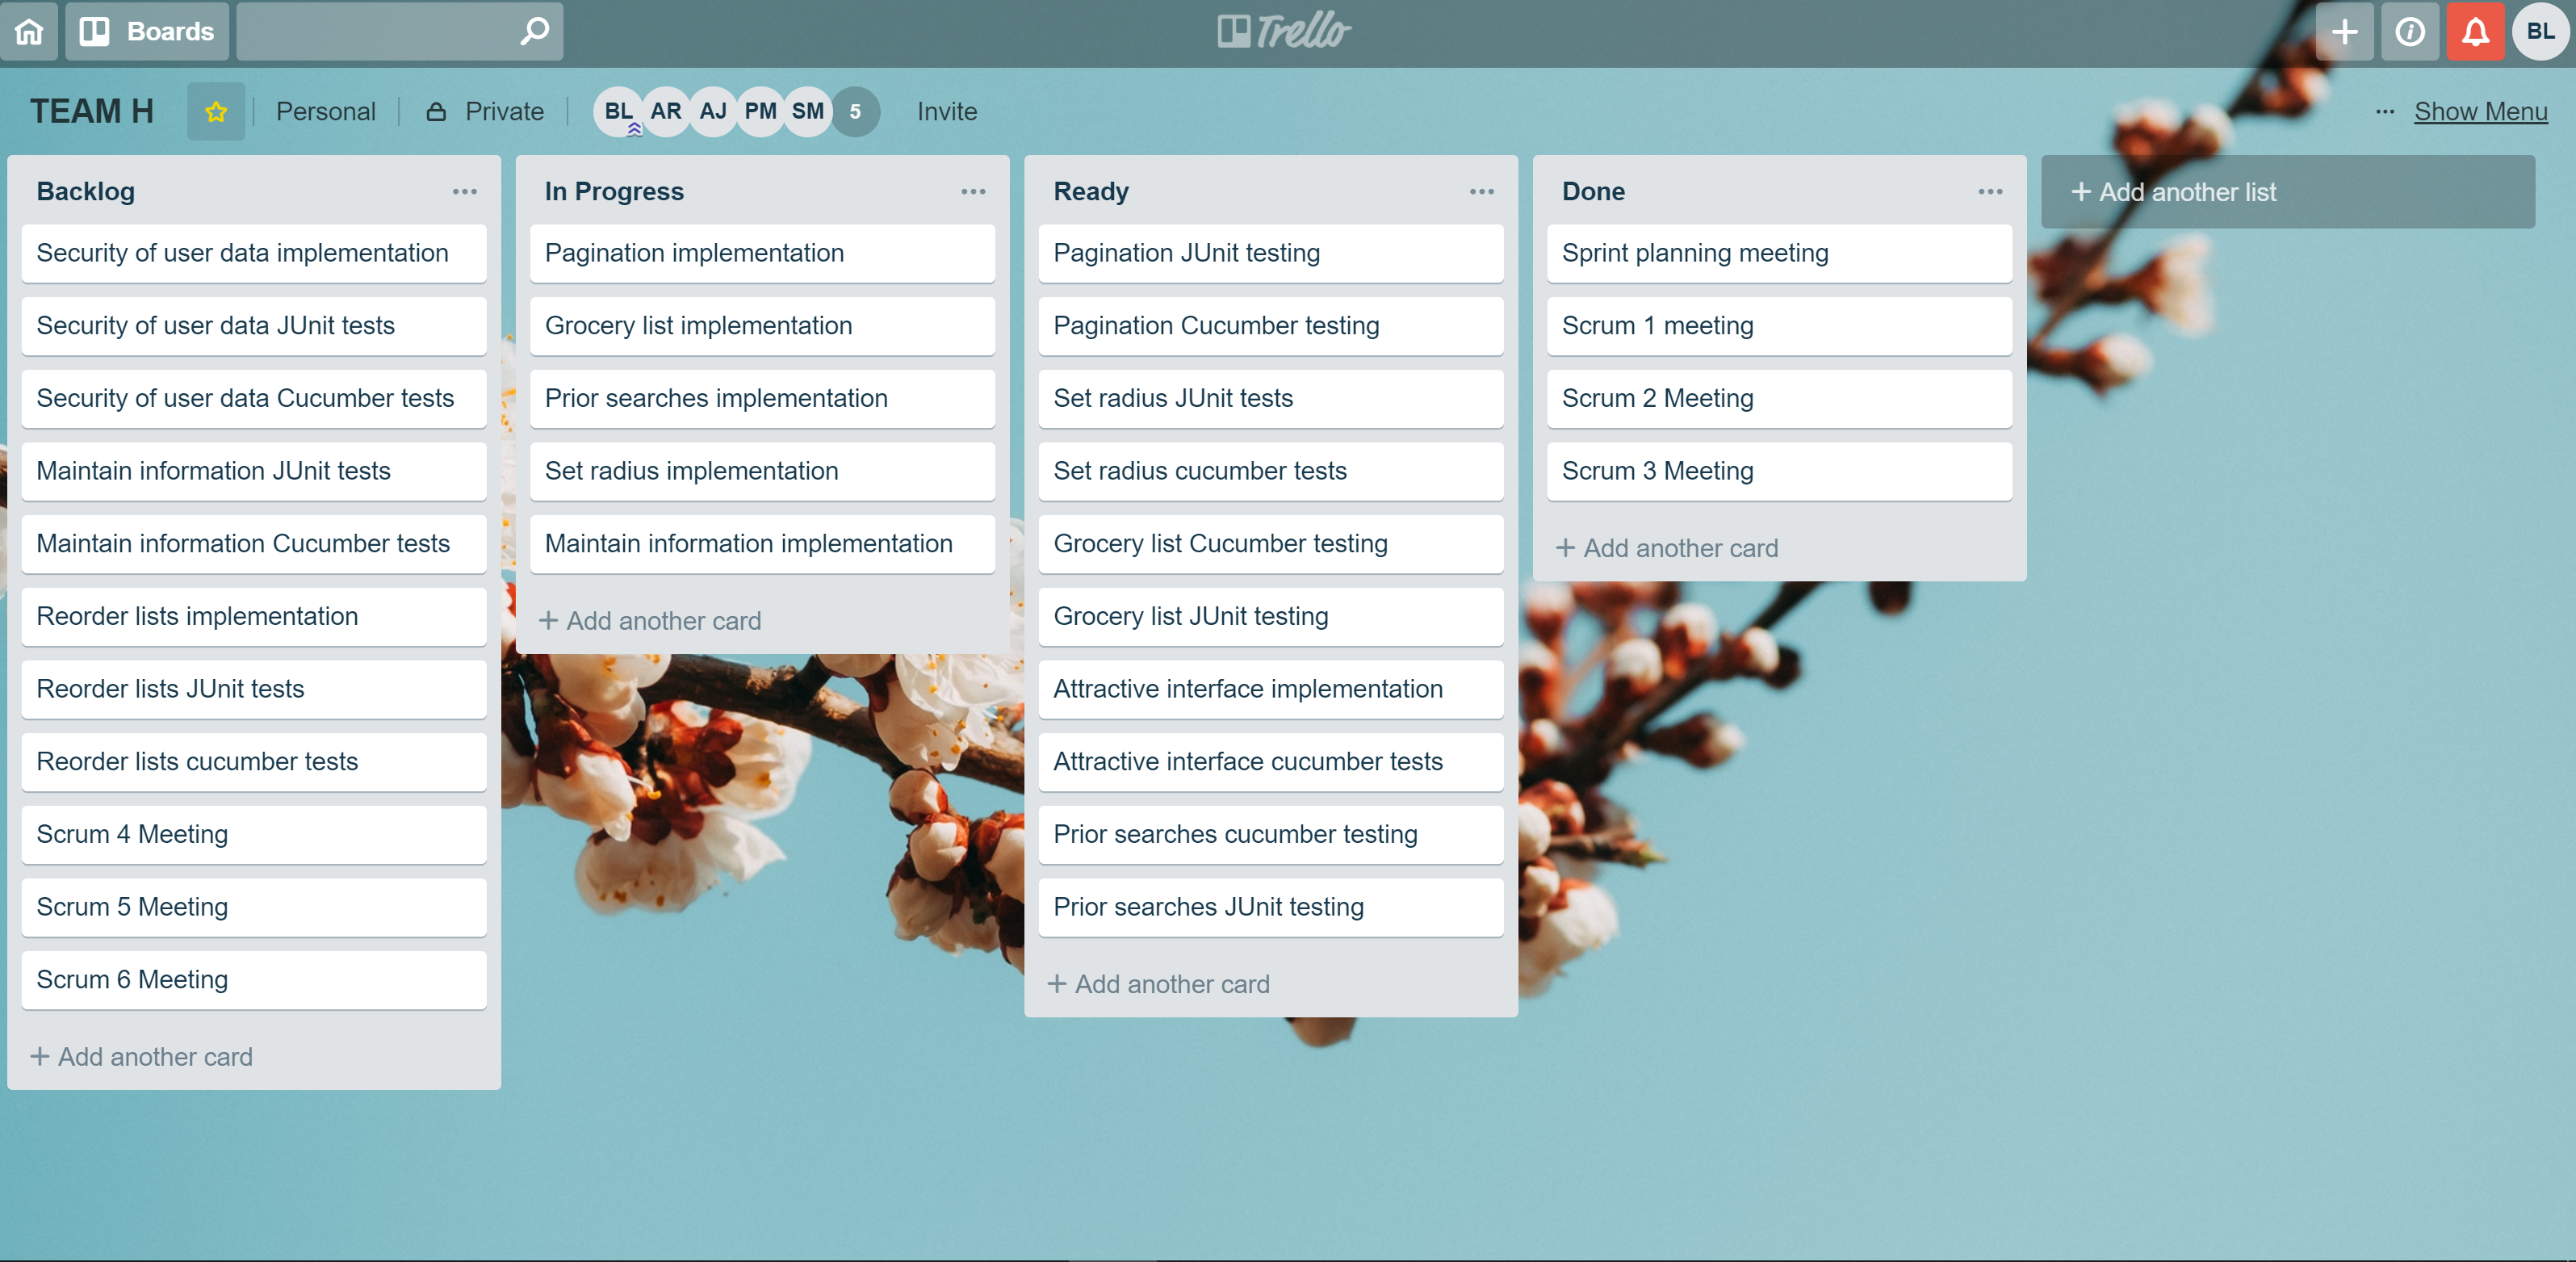 Boards
Trello
BL
TEAM H
Personal
Private
BL AR AJ PM SM 5
Invite
... Show Menu
Backlog
Security of user data implementation
Security of user data JUnit tests
Security of user data Cucumber tests
Maintain information JUnit tests
Maintain information Cucumber tests
Reorder lists implementation
Reorder lists JUnit tests
Reorder lists cucumber tests
Scrum 4 Meeting
Scrum 5 Meeting
Scrum 6 Meeting
+ Add another card
In Progress
Pagination implementation
Grocery list implementation
Prior searches implementation
Set radius implementation
Maintain information implementation
+ Add another card
Ready
Pagination JUnit testing
Pagination Cucumber testing
Set radius JUnit tests
Set radius cucumber tests
Grocery list Cucumber testing
Grocery list JUnit testing
Attractive interface implementation
Attractive interface cucumber tests
Prior searches cucumber testing
Prior searches JUnit testing
+ Add another card
Done
Sprint planning meeting
Scrum 1 meeting
Scrum 2 Meeting
Scrum 3 Meeting
+ Add another card
+ Add another list